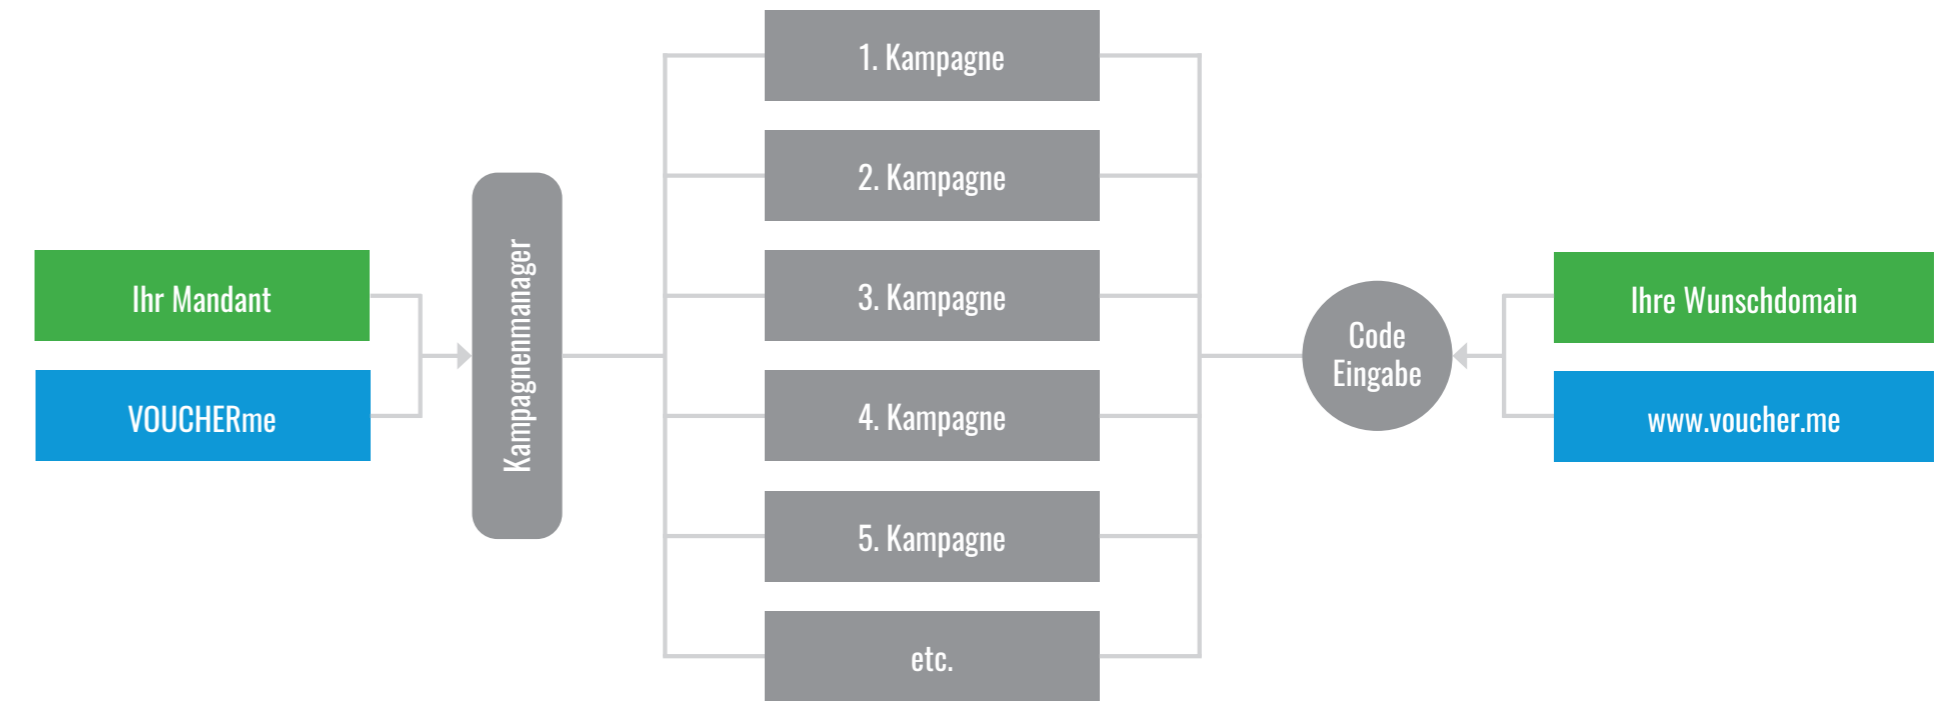 Ihr Mandant
VOUCHERme
Kampagnenmanager
1. Kampagne
2. Kampagne
3. Kampagne
4. Kampagne
5. Kampagne
etc.
Code
Eingabe
Ihre Wunschdomain
www.voucher.me